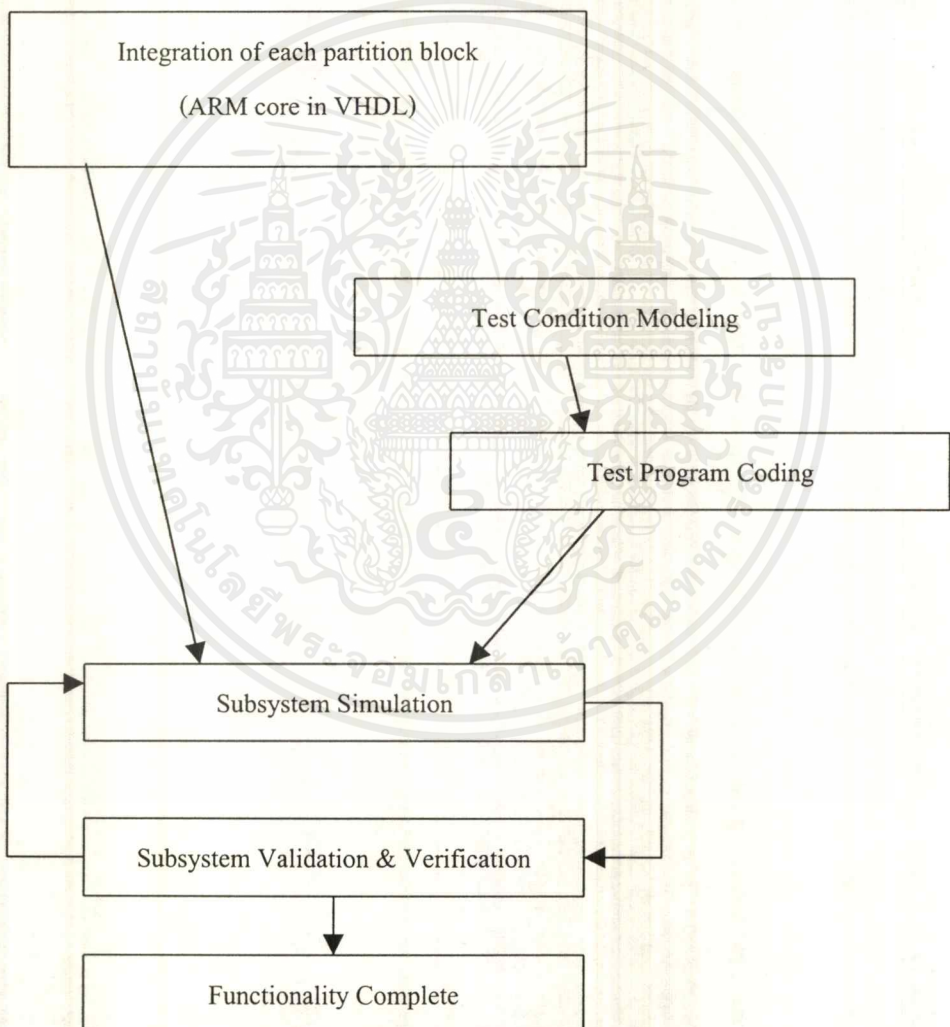 Integration of each partition block
(ARM core in VHDL)
Test Condition Modeling
Test Program Coding
Subsystem Simulation
Subsystem Validation & Verification
Functionality Complete